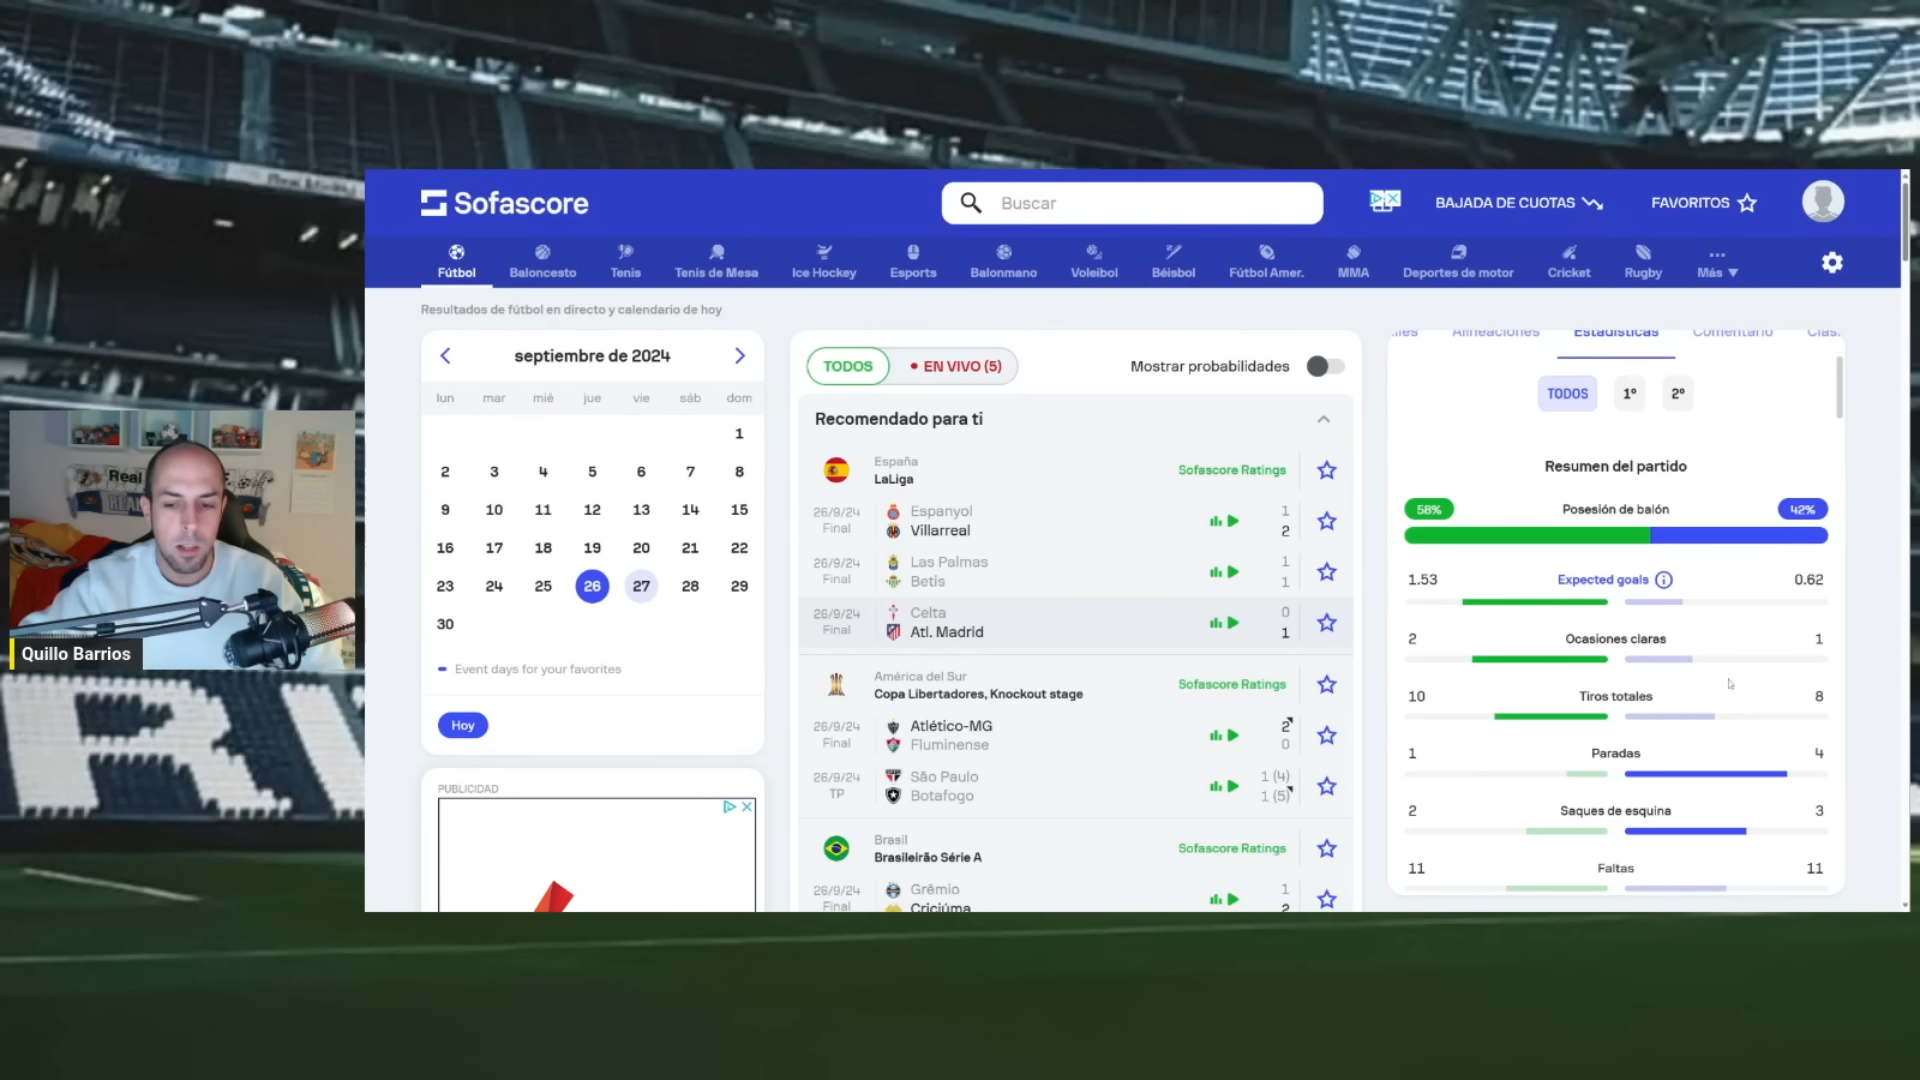 Sofascore
Buscar
BAJADA DE CUOTAS
FAVORITOS
Fútbol
Baloncesto
Tenis
Tenis de Mesa
Ice Hockey
Esports
Balonmano
Voleibol
Béisbol
Fútbol Amer.
MMA
Deportes de motor
Cricket
Rugby
Más
Resultados de fútbol en directo y calendario de hoy
septiembre de 2024
lun mar mié jue vie sáb dom
1
2 3 4 5 6 7 8
9 10 11 12 13 14 15
16 17 18 19 20 21 22
23 24 25 26 27 28 29
30
Event days for your favorites
Hoy
PUBLICIDAD
TODOS
• EN VIVO (5)
Mostrar probabilidades
Recomendado para ti
España
LaLiga
Sofascore Ratings
26/9/24 Espanyol 1
Final Villarreal 2
26/9/24 Las Palmas 1
Final Betis 1
26/9/24 Celta 0
Final Atl. Madrid 1
América del Sur
Copa Libertadores, Knockout stage
Sofascore Ratings
26/9/24 Atlético-MG 2
Final Fluminense 0
26/9/24 São Paulo 1 (4)
TP Botafogo 1 (5)
Brasil
Brasileirão Série A
Sofascore Ratings
26/9/24 Grêmio 1
Final Criciúma 2
Alineaciones Estadísticas Comentario Clas.
TODOS 1º 2º
Resumen del partido
58% Posesión de balón 42%
1.53 Expected goals 0.62
2 Ocasiones claras 1
10 Tiros totales 8
1 Paradas 4
2 Saques de esquina 3
11 Faltas 11
Real
REAL
Quillo Barrios